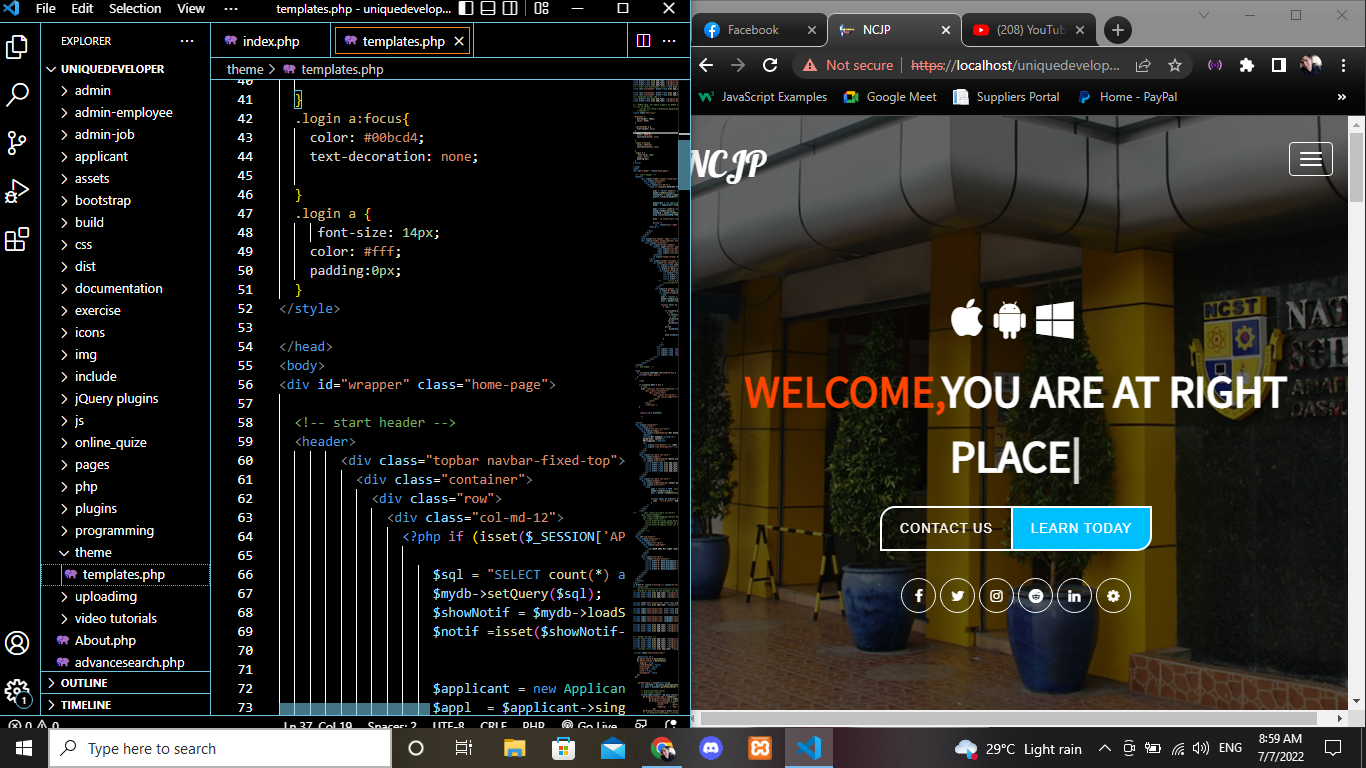 File Edit Selection View ··· templates.php - uniquedevelop...
EXPLORER ···
UNIQUEDEVELOPER
admin
admin-employee
admin-job
applicant
assets
bootstrap
build
css
dist
documentation
exercise
icons
img
include
jQuery plugins
js
online_quize
pages
php
plugins
programming
theme
templates.php
uploadimg
video tutorials
About.php
advancesearch.php
OUTLINE
TIMELINE
index.php templates.php
theme > templates.php
40
41 }
42 .login a:focus{
43 color: #00bcd4;
44 text-decoration: none;
45
46 }
47 .login a {
48 font-size: 14px;
49 color: #fff;
50 padding:0px;
51 }
52 </style>
53
54 </head>
55 <body>
56 <div id="wrapper" class="home-page">
57
58 <!-- start header -->
59 <header>
60 <div class="topbar navbar-fixed-top">
61 <div class="container">
62 <div class="row">
63 <div class="col-md-12">
64 <?php if (isset($_SESSION['AP
65
66 $sql = "SELECT count(*) a
67 $mydb->setQuery($sql);
68 $showNotif = $mydb->loadS
69 $notif =isset($showNotif-
70
71
72 $applicant = new Applican
73 $appl = $applicant->sing
0 0 Ln 37, Col 19 Spaces: 2 UTF-8 CRLF PHP Go Live
Facebook NCJP (208) YouTub
Not secure | https://localhost/uniquedevelop...
JavaScript Examples Google Meet Suppliers Portal Home - PayPal »
NCJP
NCST
NAT
DASM
WELCOME,YOU ARE AT RIGHT
PLACE|
CONTACT US LEARN TODAY
Type here to search
29°C Light rain ENG 8:59 AM
7/7/2022
1